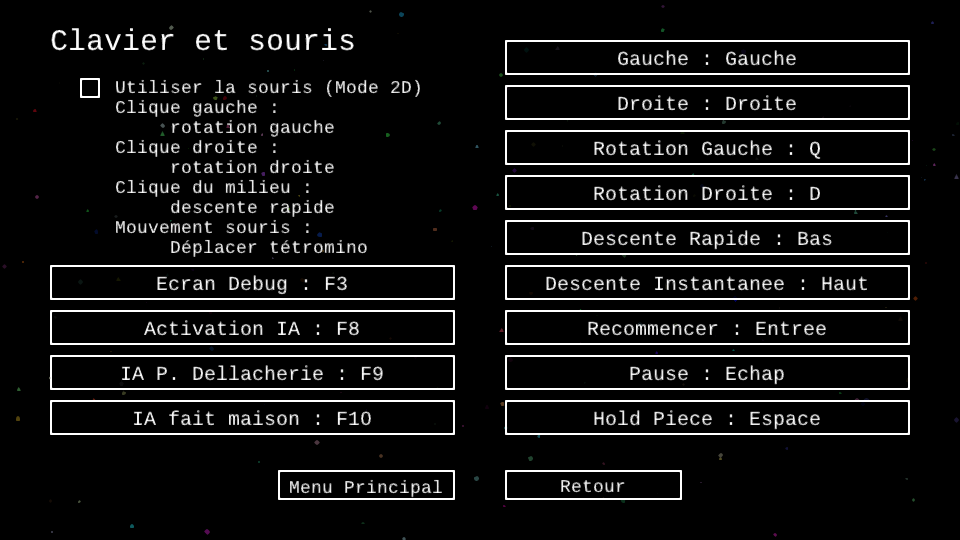 Clavier et souris
Utiliser la souris (Mode 2D)
Clique gauche :
rotation gauche
Clique droite :
rotation droite
Clique du milieu :
descente rapide
Mouvement souris :
Déplacer tétromino
Ecran Debug : F3
Activation IA : F8
IA P. Dellacherie : F9
IA fait maison : F10
Gauche : Gauche
Droite : Droite
Rotation Gauche : Q
Rotation Droite : D
Descente Rapide : Bas
Descente Instantanee : Haut
Recommencer : Entree
Pause : Echap
Hold Piece : Espace
Menu Principal
Retour